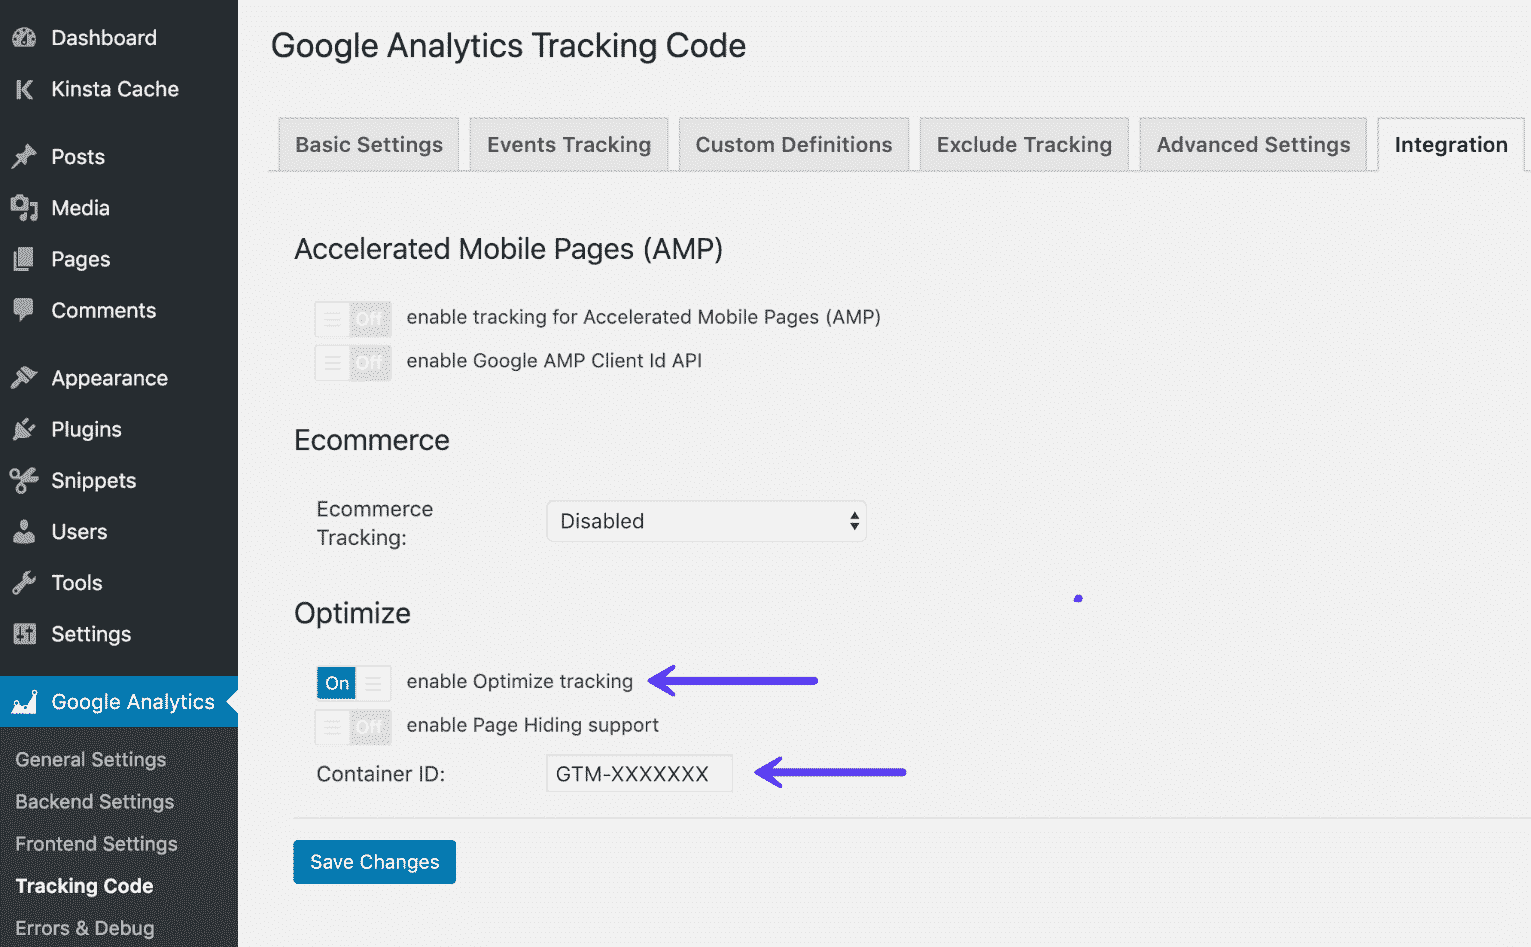 Dashboard
Kinsta Cache
Posts
Media
Pages
Comments
Appearance
Plugins
Snippets
Users
Tools
Settings
Google Analytics
General Settings
Backend Settings
Frontend Settings
Tracking Code
Errors & Debug
Google Analytics Tracking Code
Basic Settings Events Tracking Custom Definitions Exclude Tracking Advanced Settings Integration
Accelerated Mobile Pages (AMP)
Off enable tracking for Accelerated Mobile Pages (AMP)
Off enable Google AMP Client Id API
Ecommerce
Ecommerce
Tracking:
Disabled
Optimize
On enable Optimize tracking
Off enable Page Hiding support
Container ID: GTM-XXXXXXX
Save Changes